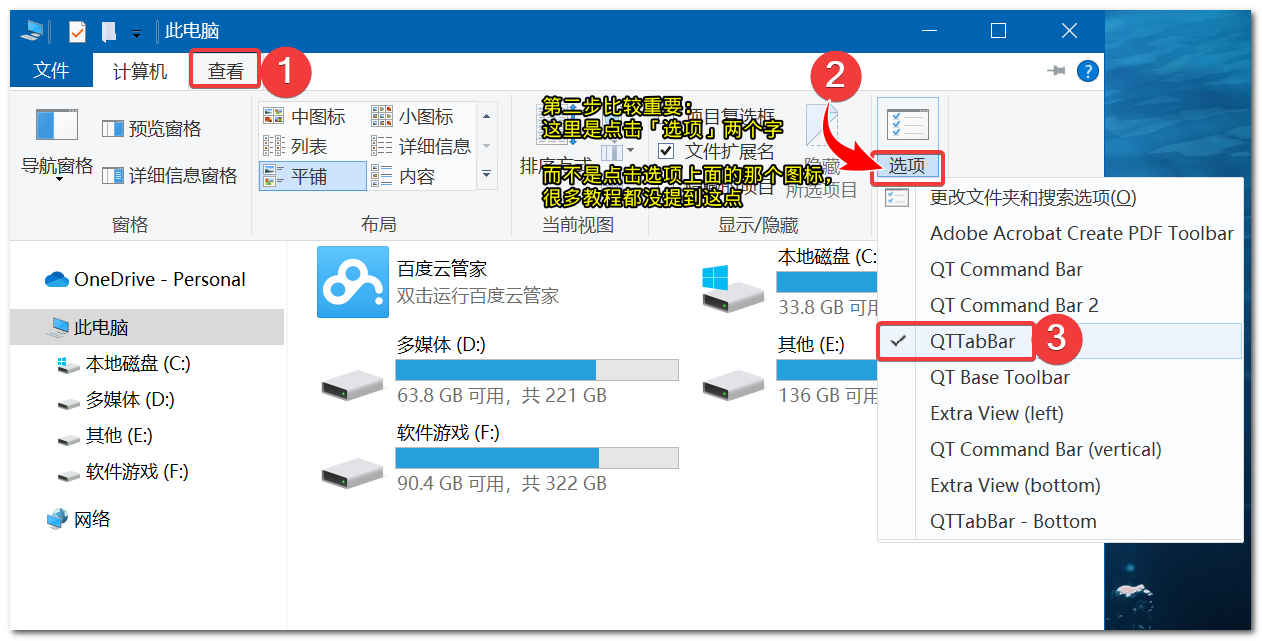 此电脑
文件
计算机
查看
1
2
?
导航窗格
预览窗格
详细信息窗格
窗格
中图标
小图标
列表
详细信息
平铺
内容
布局
排序方式
当前视图
第二步比较重要：
这里是点击「选项」两个字
而不是点击选项上面的那个图标，
很多教程都没提到这点
项目复选框
文件扩展名
隐藏的项目
隐藏
所选项目
显示/隐藏
选项
更改文件夹和搜索选项(O)
Adobe Acrobat Create PDF Toolbar
QT Command Bar
QT Command Bar 2
QTTabBar
3
QT Base Toolbar
Extra View (left)
QT Command Bar (vertical)
Extra View (bottom)
QTTabBar - Bottom
OneDrive - Personal
此电脑
本地磁盘 (C:)
多媒体 (D:)
其他 (E:)
软件游戏 (F:)
网络
百度云管家
双击运行百度云管家
本地磁盘 (C:
33.8 GB 可用
多媒体 (D:)
63.8 GB 可用，共 221 GB
其他 (E:)
136 GB 可用
软件游戏 (F:)
90.4 GB 可用，共 322 GB